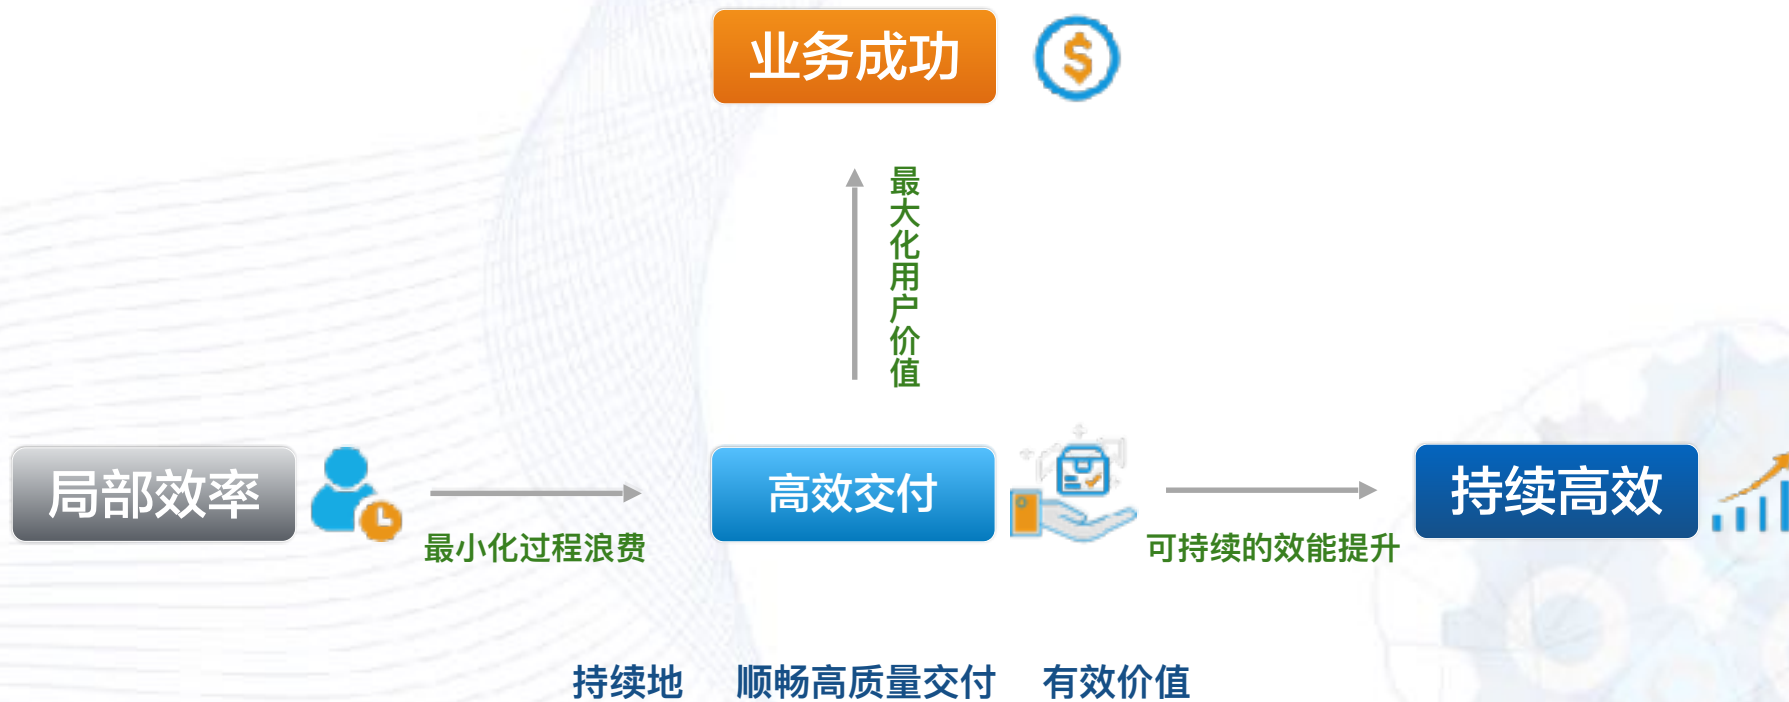 业务成功
最大化用户价值
局部效率
高效交付
持续高效
最小化过程浪费
可持续的效能提升
持续地 顺畅高质量交付 有效价值